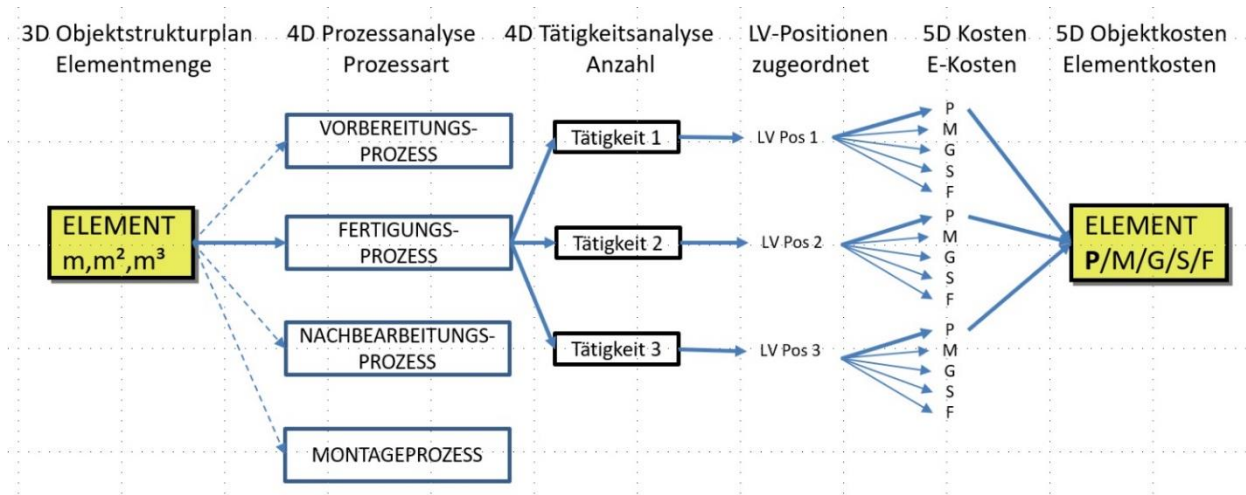 3D Objektstrukturplan
Elementmenge
4D Prozessanalyse
Prozessart
4D Tätigkeitsanalyse
Anzahl
LV-Positionen
zugeordnet
5D Kosten
E-Kosten
5D Objektkosten
Elementkosten
ELEMENT
m,m²,m³
VORBEREITUNGS-
PROZESS
FERTIGUNGS-
PROZESS
NACHBEARBEITUNGS-
PROZESS
MONTAGEPROZESS
Tätigkeit 1
Tätigkeit 2
Tätigkeit 3
LV Pos 1
LV Pos 2
LV Pos 3
P
M
G
S
F
P
M
G
S
F
P
M
G
S
F
ELEMENT
P/M/G/S/F